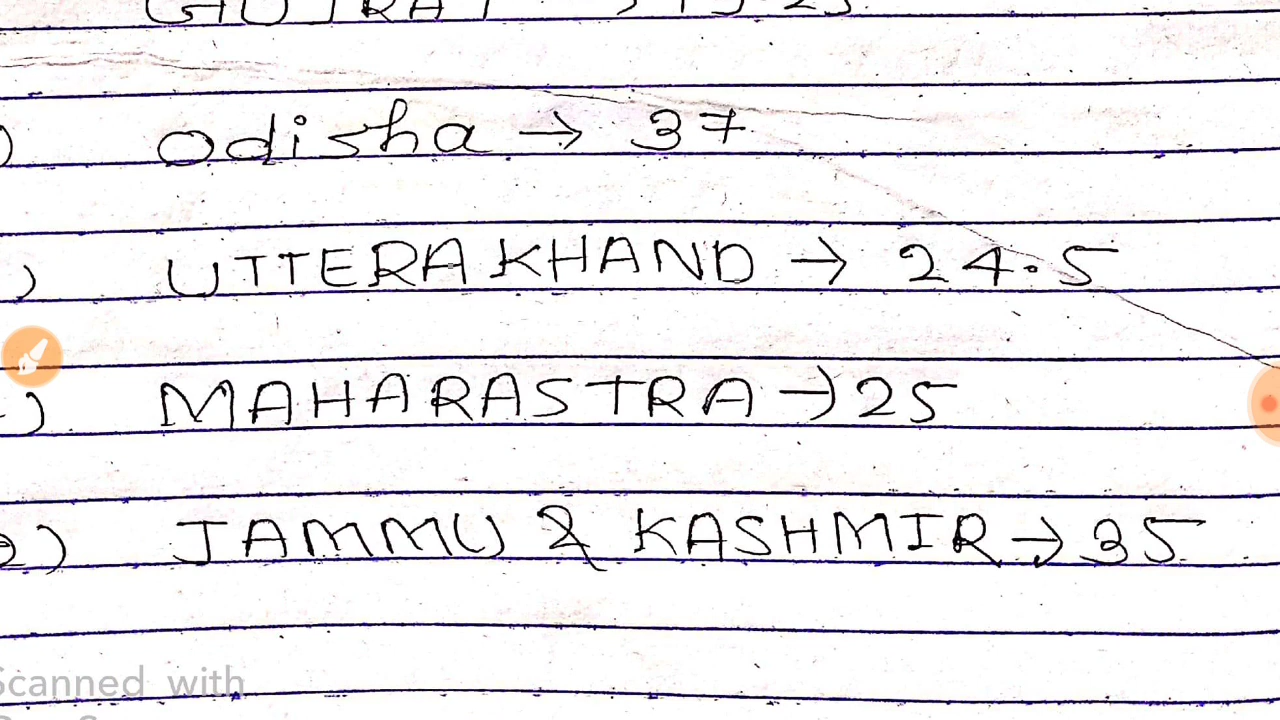 ) Odisha → 37
) UTTERAKHAND → 24.5
) MAHARASTRA → 25
) JAMMU & KASHMIR → 35
Scanned with